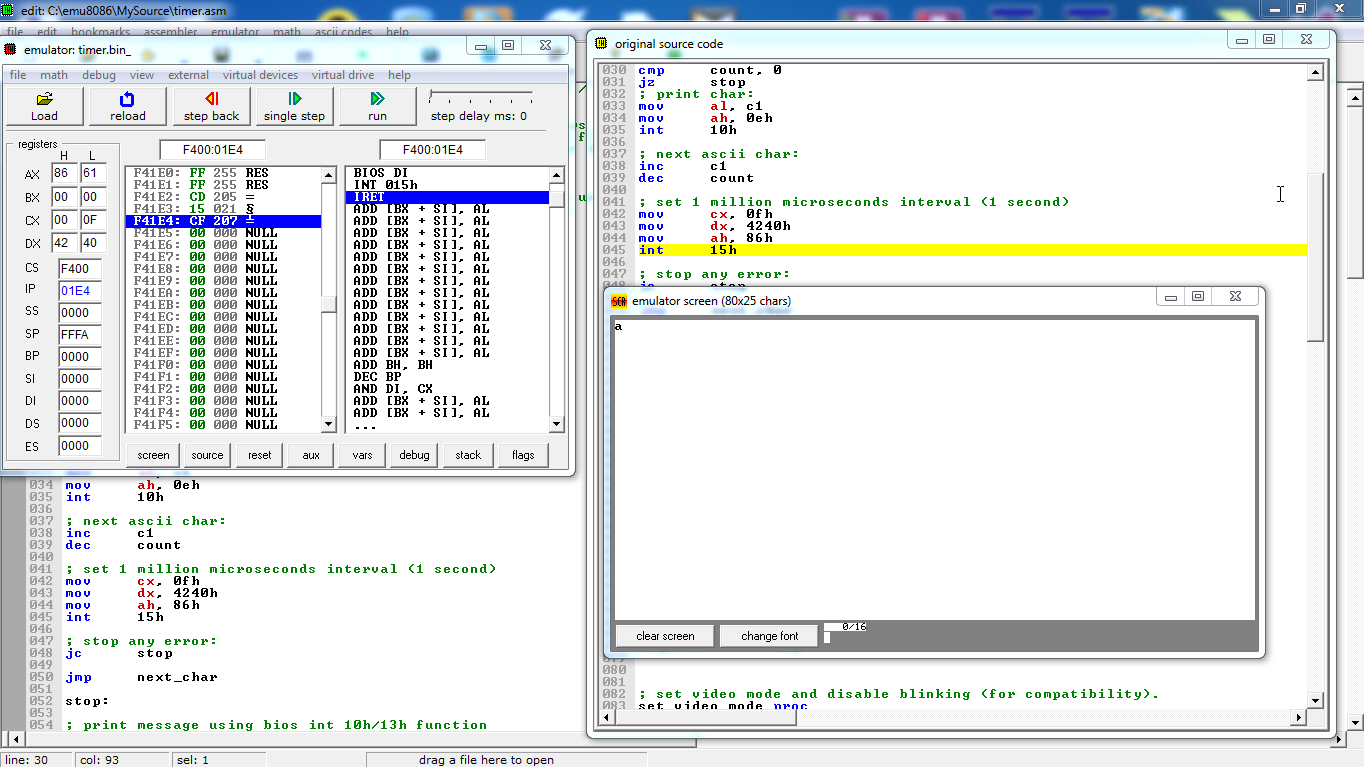 edit: C:\emu8086\MySource\timer.asm
file edit bookmarks assembler emulator math ascii codes help
emulator: timer.bin_
file math debug view external virtual devices virtual drive help
Load reload step back single step run step delay ms: 0
registers
F400:01E4 F400:01E4
H L
AX 86 61
BX 00 00
CX 00 0F
DX 42 40
CS F400
IP 01E4
SS 0000
SP FFFA
BP 0000
SI 0000
DI 0000
DS 0000
ES 0000
F41E0: FF 255 RES
F41E1: FF 255 RES
F41E2: CD 205 =
F41E3: 15 021 §
F41E4: CF 207 ╧
F41E5: 00 000 NULL
F41E6: 00 000 NULL
F41E7: 00 000 NULL
F41E8: 00 000 NULL
F41E9: 00 000 NULL
F41EA: 00 000 NULL
F41EB: 00 000 NULL
F41EC: 00 000 NULL
F41ED: 00 000 NULL
F41EE: 00 000 NULL
F41EF: 00 000 NULL
F41F0: 00 000 NULL
F41F1: 00 000 NULL
F41F2: 00 000 NULL
F41F3: 00 000 NULL
F41F4: 00 000 NULL
F41F5: 00 000 NULL
BIOS DI
INT 015h
IRET
ADD [BX + SI], AL
ADD [BX + SI], AL
ADD [BX + SI], AL
ADD [BX + SI], AL
ADD [BX + SI], AL
ADD [BX + SI], AL
ADD [BX + SI], AL
ADD [BX + SI], AL
ADD [BX + SI], AL
ADD [BX + SI], AL
ADD [BX + SI], AL
ADD [BX + SI], AL
ADD [BX + SI], AL
ADD BH, BH
DEC BP
AND DI, CX
ADD [BX + SI], AL
ADD [BX + SI], AL
...
screen source reset aux vars debug stack flags
original source code
030 cmp count, 0
031 jz stop
032 ; print char:
033 mov al, c1
034 mov ah, 0eh
035 int 10h
036
037 ; next ascii char:
038 inc c1
039 dec count
040
041 ; set 1 million microseconds interval (1 second)
042 mov cx, 0fh
043 mov dx, 4240h
044 mov ah, 86h
045 int 15h
046
047 ; stop any error:
emulator screen (80x25 chars)
a
clear screen change font 0/16
080
081
082 ; set video mode and disable blinking (for compatibility).
083 set_video_mode proc
034 mov ah, 0eh
035 int 10h
036
037 ; next ascii char:
038 inc c1
039 dec count
040
041 ; set 1 million microseconds interval (1 second)
042 mov cx, 0fh
043 mov dx, 4240h
044 mov ah, 86h
045 int 15h
046
047 ; stop any error:
048 jc stop
049
050 jmp next_char
051
052 stop:
053
054 ; print message using bios int 10h/13h function
line: 30 col: 93 sel: 1 drag a file here to open